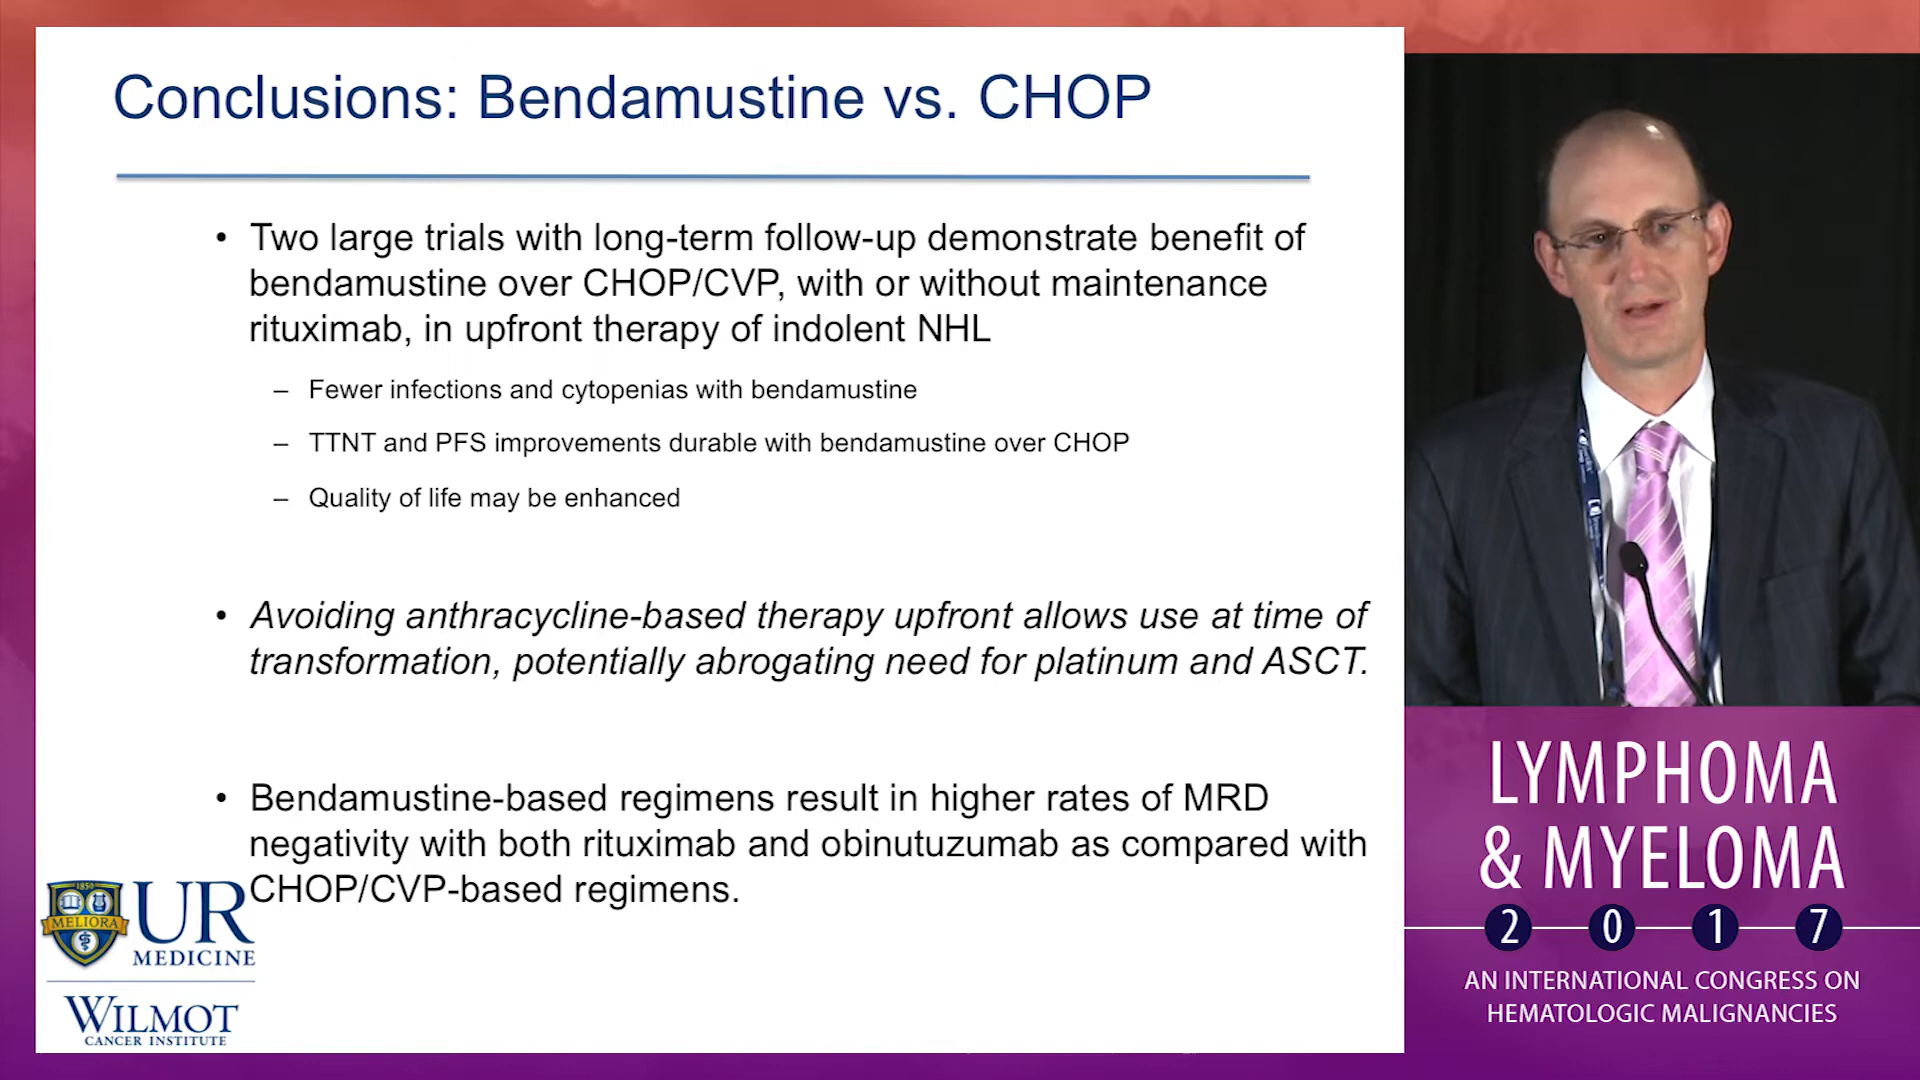 Conclusions: Bendamustine vs. CHOP
• Two large trials with long-term follow-up demonstrate benefit of
bendamustine over CHOP/CVP, with or without maintenance
rituximab, in upfront therapy of indolent NHL
– Fewer infections and cytopenias with bendamustine
– TTNT and PFS improvements durable with bendamustine over CHOP
– Quality of life may be enhanced
• Avoiding anthracycline-based therapy upfront allows use at time of
transformation, potentially abrogating need for platinum and ASCT.
• Bendamustine-based regimens result in higher rates of MRD
negativity with both rituximab and obinutuzumab as compared with
CHOP/CVP-based regimens.
1850
MELIORA
UR
MEDICINE
WILMOT
CANCER INSTITUTE
LYMPHOMA
& MYELOMA
2017
AN INTERNATIONAL CONGRESS ON
HEMATOLOGIC MALIGNANCIES